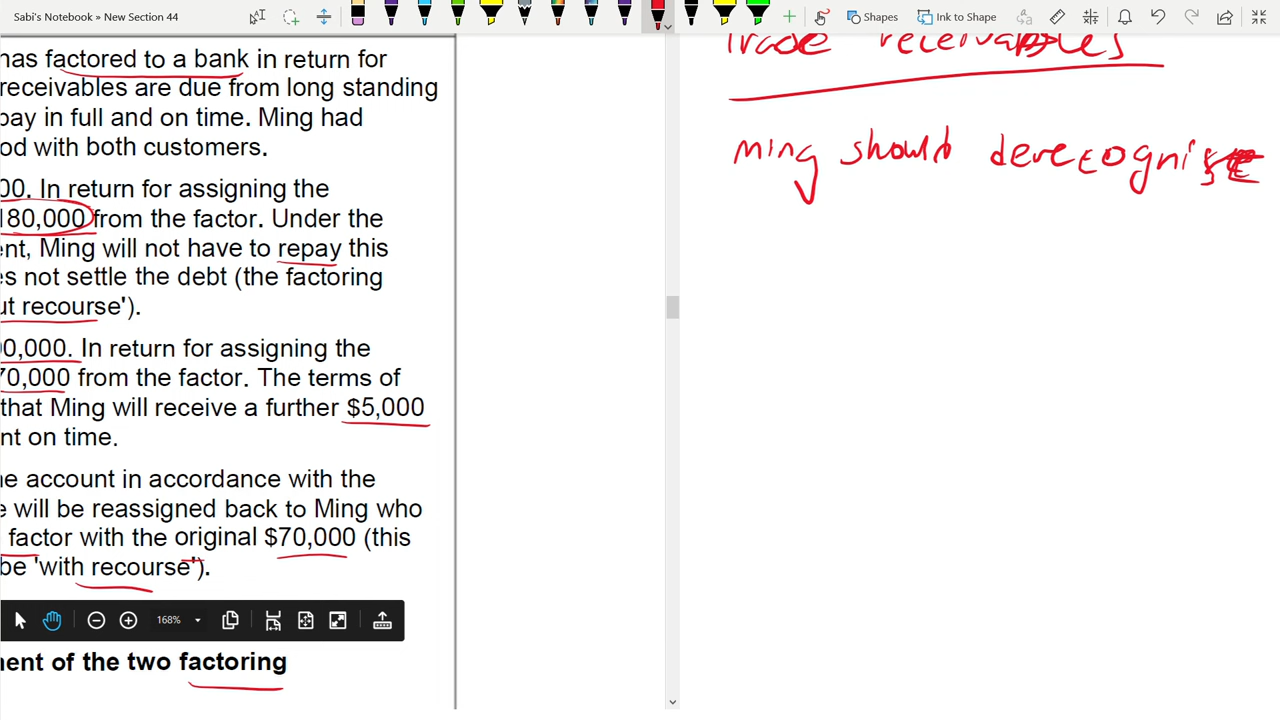 Sabi's Notebook » New Section 44
Shapes
Ink to Shape
has factored to a bank in return for
receivables are due from long standing
pay in full and on time. Ming had
od with both customers.
00. In return for assigning the
180,000 from the factor. Under the
ent, Ming will not have to repay this
es not settle the debt (the factoring
ut recourse').
00,000. In return for assigning the
70,000 from the factor. The terms of
that Ming will receive a further $5,000
nt on time.
he account in accordance with the
e will be reassigned back to Ming who
factor with the original $70,000 (this
be 'with recourse').
168%
nent of the two factoring
Trade receivables
Ming should derecognise